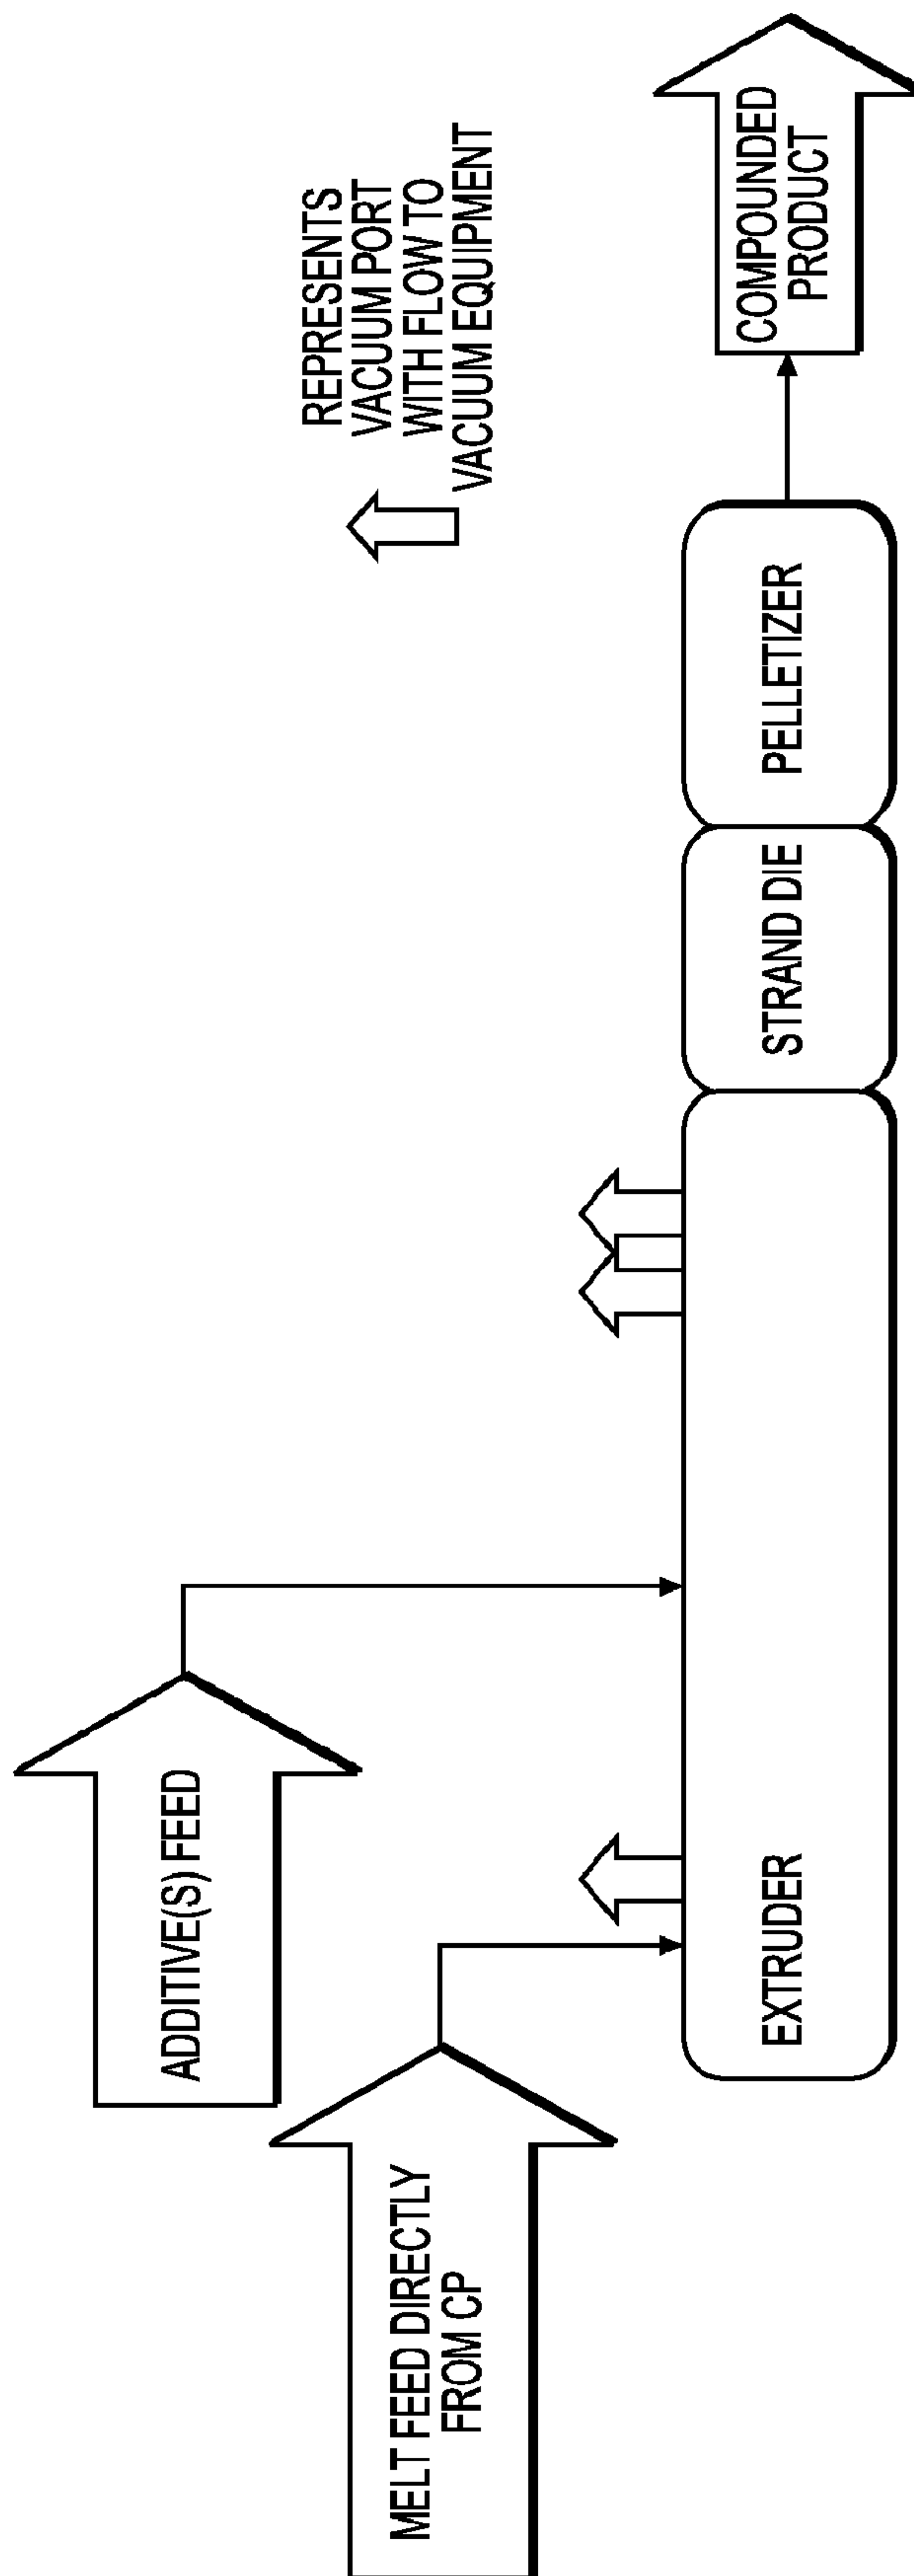 REPRESENTS
VACUUM PORT
WITH FLOW TO
VACUUM EQUIPMENT
ADDITIVE(S) FEED
MELT FEED DIRECTLY
FROM CP
EXTRUDER
STRAND DIE
PELLETIZER
COMPOUNDED
PRODUCT